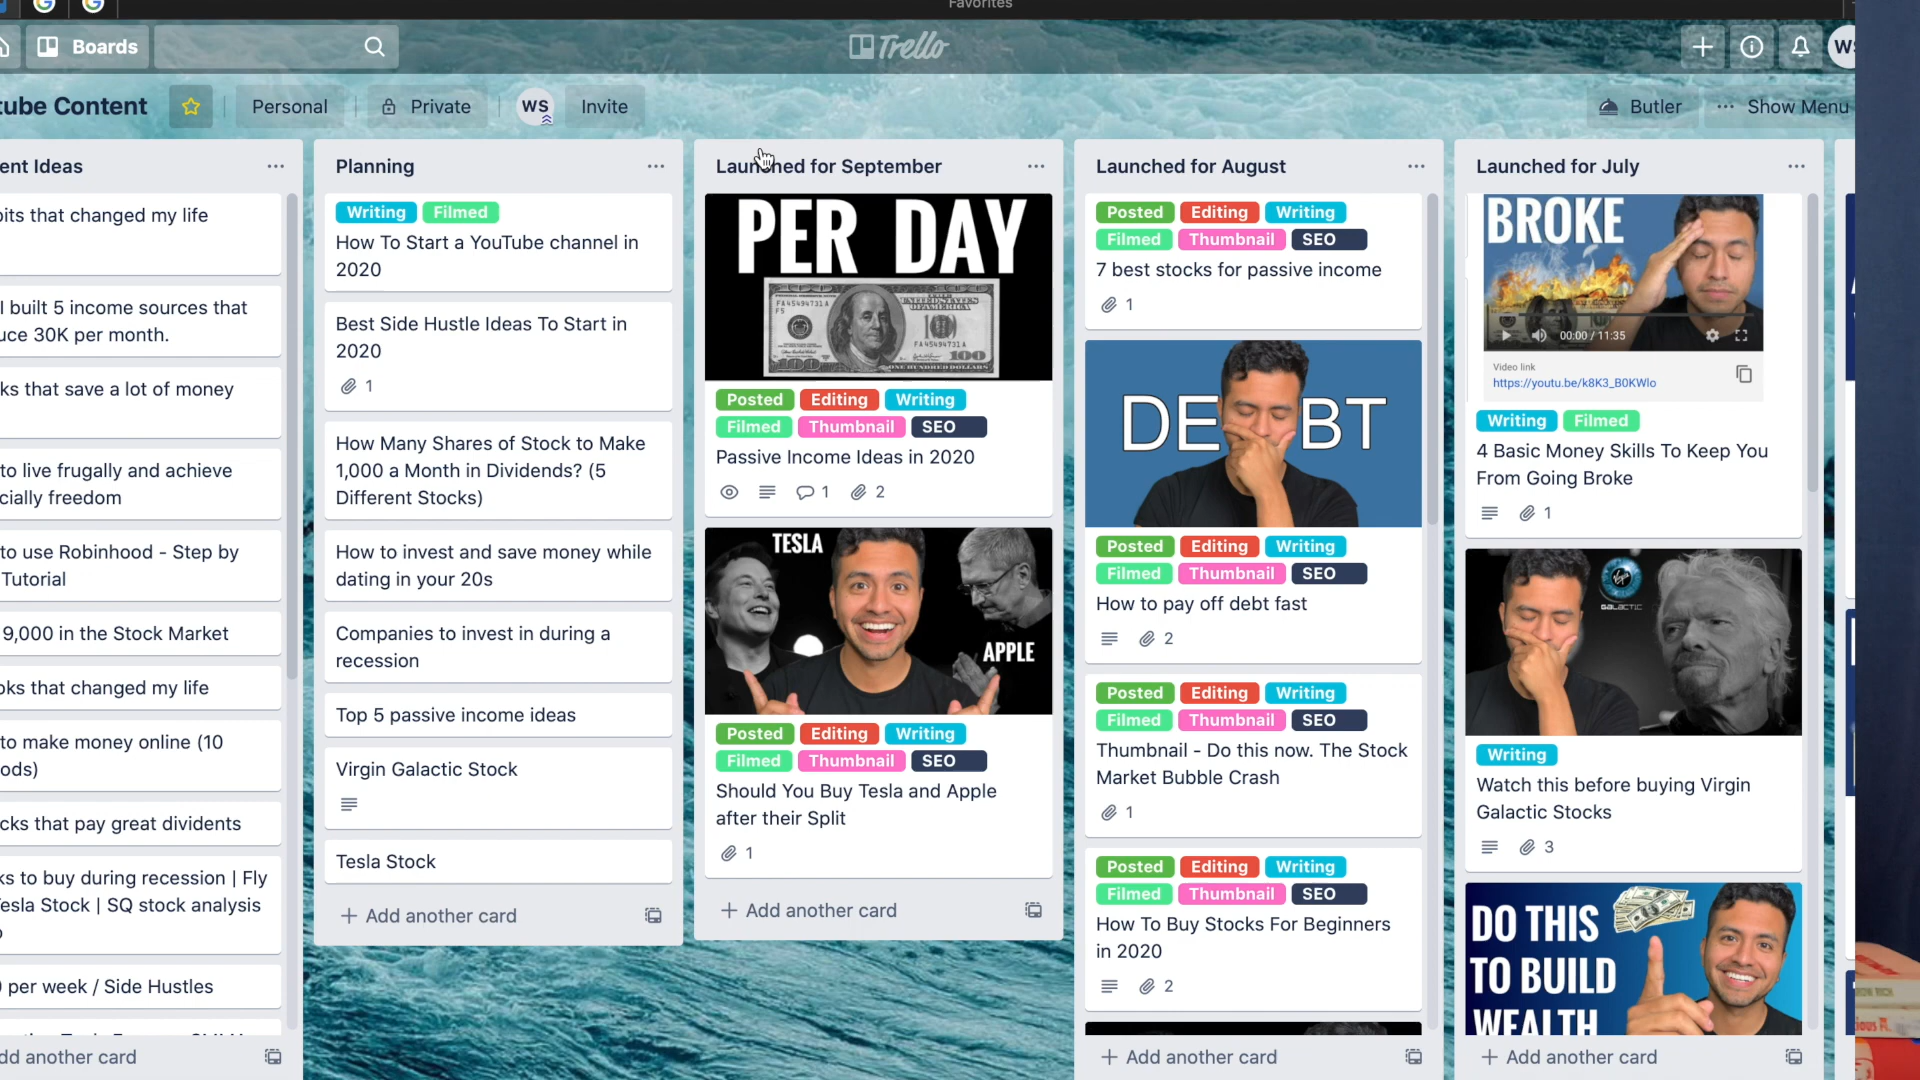 Favorites
Boards
Trello
WS
tube Content
Personal
Private
WS
Invite
Butler
Show Menu
ent Ideas
bits that changed my life
I built 5 income sources that
uce 30K per month.
ks that save a lot of money
to live frugally and achieve
cially freedom
to use Robinhood - Step by
Tutorial
9,000 in the Stock Market
oks that changed my life
to make money online (10
ods)
cks that pay great dividents
ks to buy during recession | Fly
esla Stock | SQ stock analysis
per week / Side Hustles
dd another card
Planning
Writing Filmed
How To Start a YouTube channel in
2020
Best Side Hustle Ideas To Start in
2020
1
How Many Shares of Stock to Make
1,000 a Month in Dividends? (5
Different Stocks)
How to invest and save money while
dating in your 20s
Companies to invest in during a
recession
Top 5 passive income ideas
Virgin Galactic Stock
Tesla Stock
+ Add another card
Launched for September
PER DAY
FA45494731A
FA45494731A
100
ONE HUNDRED DOLLARS
Posted Editing Writing
Filmed Thumbnail SEO
Passive Income Ideas in 2020
1 2
TESLA
APPLE
Posted Editing Writing
Filmed Thumbnail SEO
Should You Buy Tesla and Apple
after their Split
1
+ Add another card
Launched for August
Posted Editing Writing
Filmed Thumbnail SEO
7 best stocks for passive income
1
DEBT
Posted Editing Writing
Filmed Thumbnail SEO
How to pay off debt fast
2
Posted Editing Writing
Filmed Thumbnail SEO
Thumbnail - Do this now. The Stock
Market Bubble Crash
1
Posted Editing Writing
Filmed Thumbnail SEO
How To Buy Stocks For Beginners
in 2020
2
+ Add another card
Launched for July
BROKE
00:00 / 11:35
Video link
https://youtu.be/k8K3_B0KWlo
Writing Filmed
4 Basic Money Skills To Keep You
From Going Broke
1
GALACTIC
Writing
Watch this before buying Virgin
Galactic Stocks
3
DO THIS
TO BUILD
WEALTH
+ Add another card